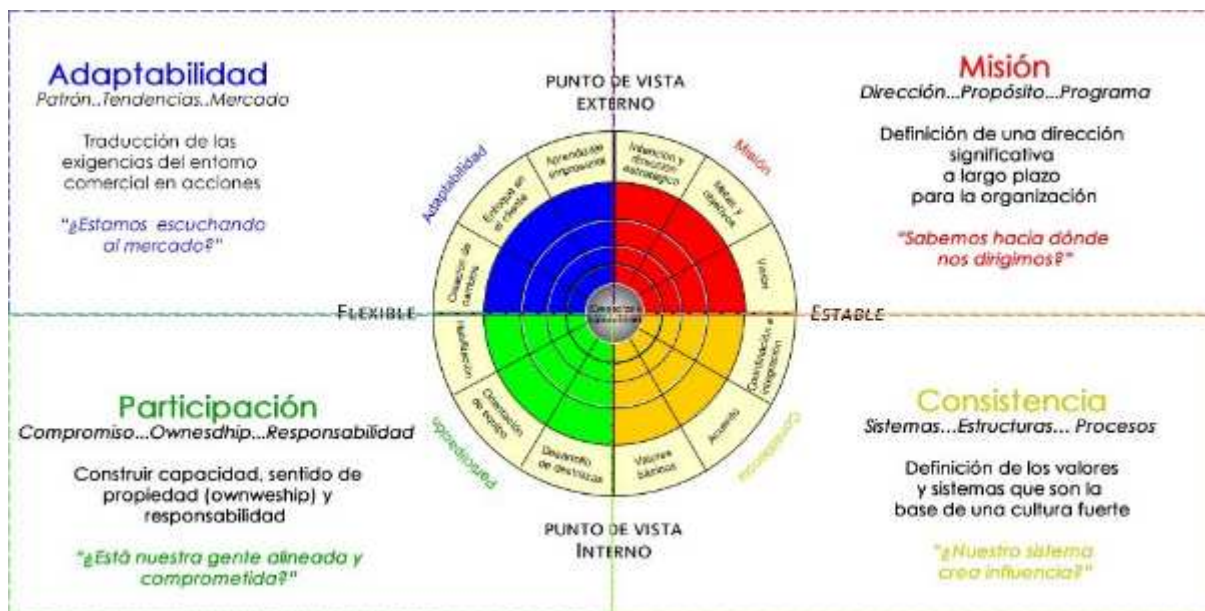 Adaptabilidad
Patrón..Tendencias..Mercado
Traducción de las
exigencias del entorno
comercial en acciones
"¿Estamos escuchando
al mercado?"
PUNTO DE VISTA
EXTERNO
Misión
Dirección...Propósito...Programa
Definición de una dirección
significativa
a largo plazo
para la organización
"Sabemos hacia dónde
nos dirigimos?"
Adaptabilidad
Misión
Aprendizaje
empresarial
Intención y
dirección
estratégica
Enfoque en
el cliente
Metas y
objetivos
Creación de
cambios
Visión
FLEXIBLE
ESTABLE
Coordinación e
integración
Orientación
de equipo
Acuerdo
Desarrollo
de destrezas
Valores
básicos
Participación
Consistencia
Participación
Compromiso...Ownesdhip...Responsabilidad
Construir capacidad, sentido de
propiedad (ownweship) y
responsabilidad
"¿Está nuestra gente alineada y
comprometida?"
PUNTO DE VISTA
INTERNO
Consistencia
Sistemas...Estructuras... Procesos
Definición de los valores
y sistemas que son la
base de una cultura fuerte
"¿Nuestro sistema
crea influencia?"